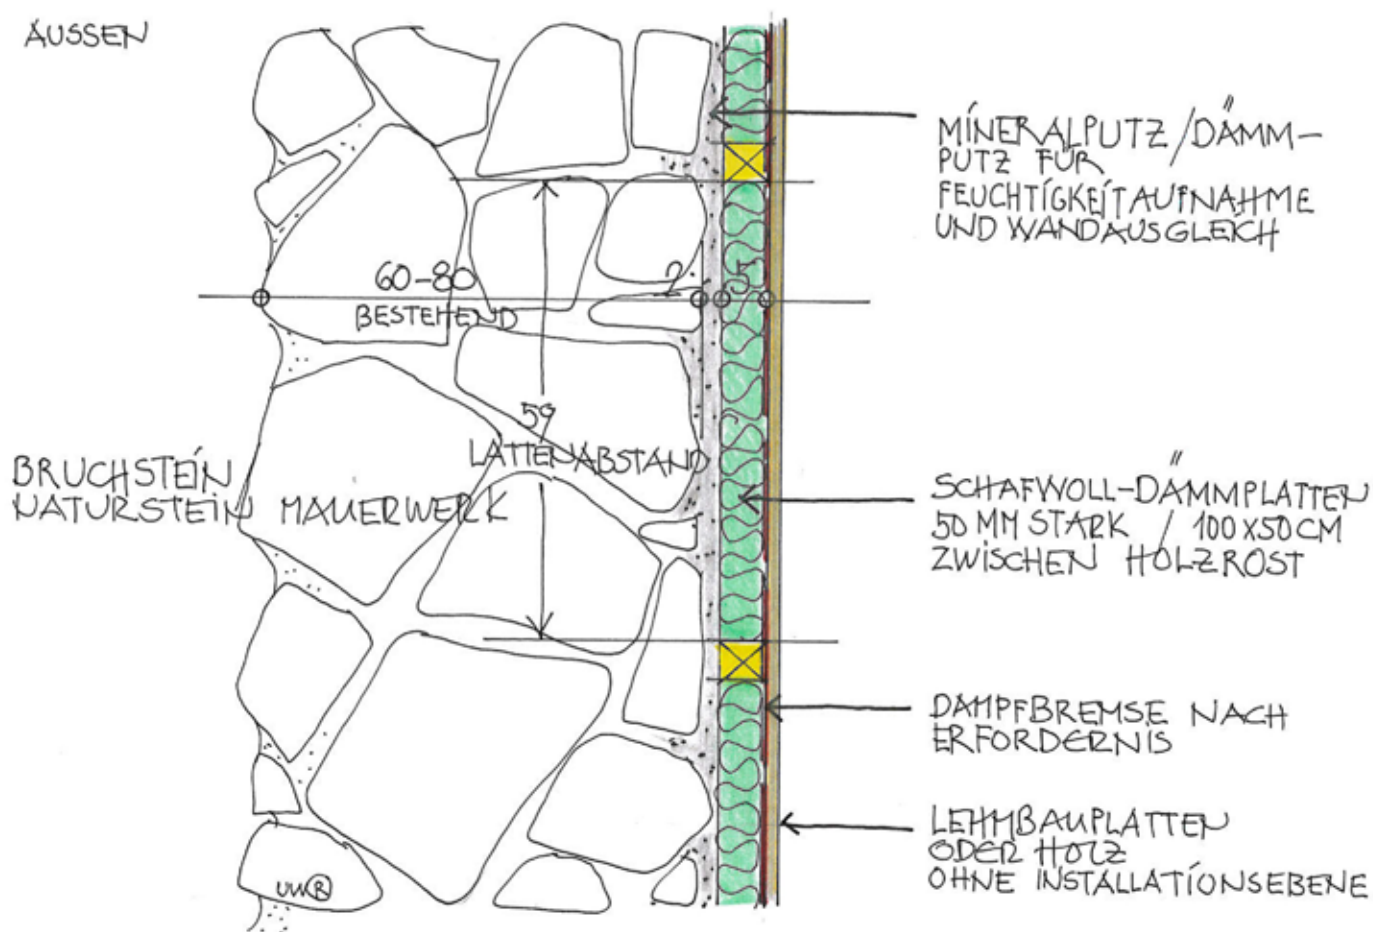 AUSSEN
MINERALPUTZ / DÄMM-
PUTZ FÜR
FEUCHTIGKEITAUFNAHME
UND WANDAUSGLEICH
60-80
BESTEHEND
2
5
59
LATTENABSTAND
BRUCHSTEIN
NATURSTEIN MAUERWERK
SCHAFWOLL-DÄMMPLATTEN
50 MM STARK / 100X50CM
ZWISCHEN HOLZROST
DAMPFBREMSE NACH
ERFORDERNIS
LEHMBAUPLATTEN
ODER HOLZ
OHNE INSTALLATIONSEBENE